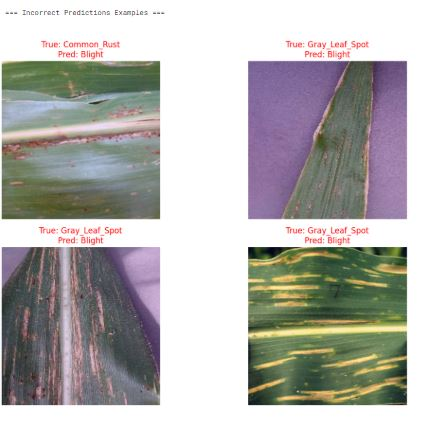 === Incorrect Predictions Examples ===
True: Common_Rust
Pred: Blight
True: Gray_Leaf_Spot
Pred: Blight
True: Gray_Leaf_Spot
Pred: Blight
True: Gray_Leaf_Spot
Pred: Blight